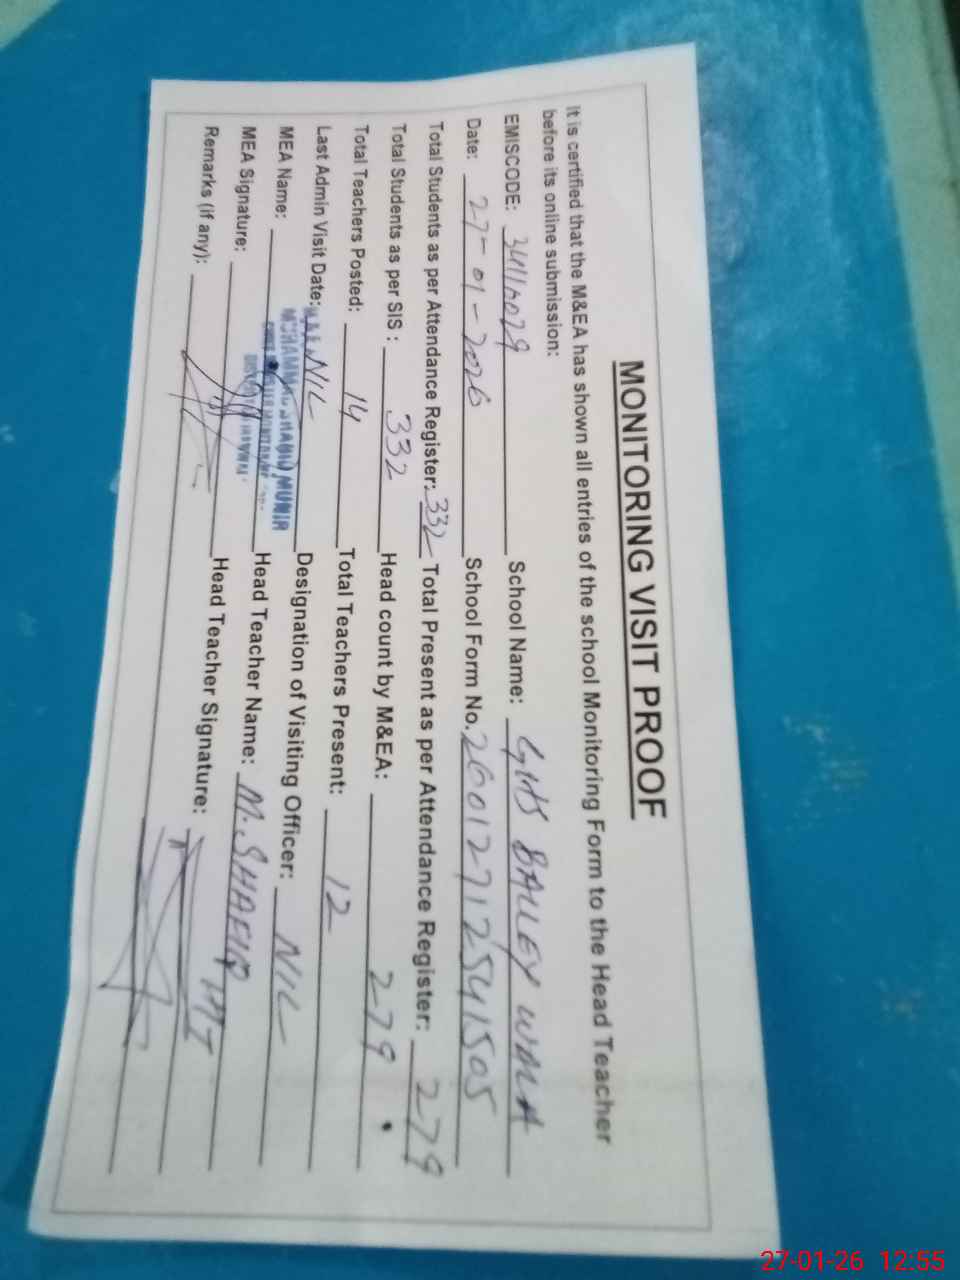 MONITORING VISIT PROOF
It is certified that the M&EA has shown all entries of the school Monitoring Form to the Head Teacher
before its online submission:
EMISCODE: School Name: GHS BAILEY WALA
Date: 27-01-2026 School Form No. 26012712541505
Total Students as per Attendance Register: 332 Total Present as per Attendance Register: 279
Total Students as per SIS : 332 Head count by M&EA: 279
Total Teachers Posted: 14 Total Teachers Present: 12
Last Admin Visit Date: NIL Designation of Visiting Officer: NIL
MEA Name: MUHAMMAD MUNIR Head Teacher Name: M. SHAFIQ
MEA Signature: Head Teacher Signature:
Remarks (if any):
27-01-26 12:55